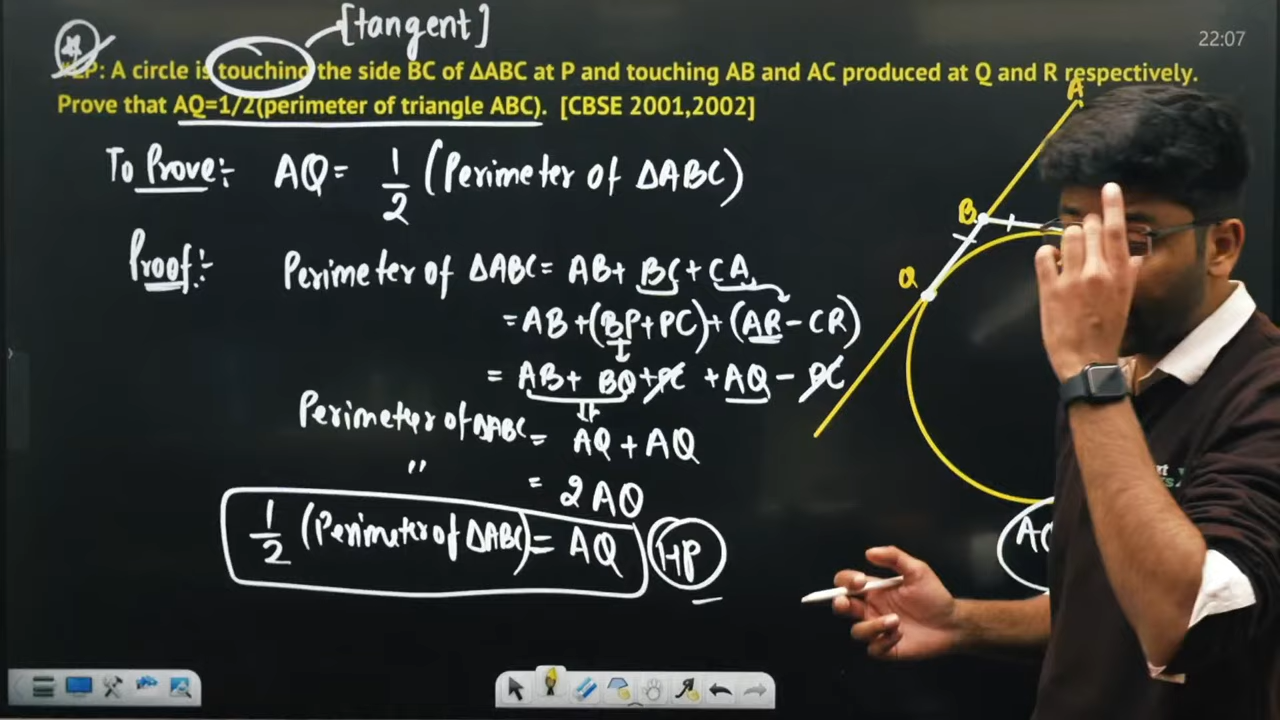 [tangent]
22:07
: A circle is touching the side BC of ΔABC at P and touching AB and AC produced at Q and R respectively.
Prove that AQ=1/2(perimeter of triangle ABC). [CBSE 2001,2002]
A
To Prove:- AQ= 1/2 (Perimeter of ΔABC)
B
Proof:- Perimeter of ΔABC= AB+ BC+CA
Q
=AB+(BP+PC)+(AR-CR)
= AB+ BQ+PC +AQ-PC
Perimeter of ΔABC= AQ+AQ
" = 2AQ
1/2 (Perimeter of ΔABC)= AQ HP